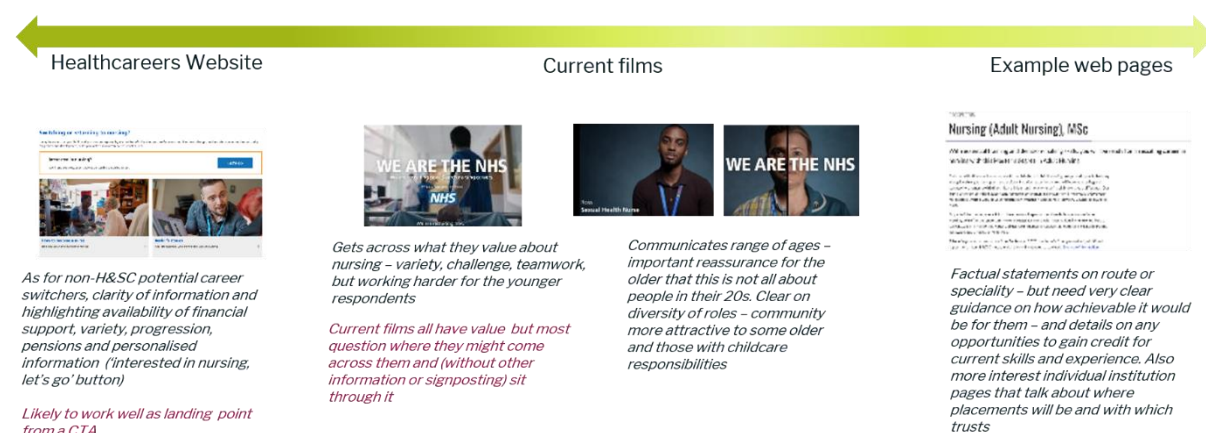 Healthcareers Website
Current films
Example web pages
Switching or returning to nursing?
Interested in nursing?
WE ARE THE NHS
NHS
Sexual Health Nurse
WE ARE THE NHS
Nursing (Adult Nursing), MSc
As for non-H&SC potential career
switchers, clarity of information and
highlighting availability of financial
support, variety, progression,
pensions and personalised
information  (‘interested in nursing,
let’s go’ button)
Likely to work well as landing  point
from a CTA
Gets across what they value about
nursing – variety, challenge, teamwork,
but working harder for the younger
respondents
Current films all have value  but most
question where they might come
across them and (without other
information or signposting) sit
through it
Communicates range of ages –
important reassurance for the
older that this is not all about
people in their 20s. Clear on
diversity of roles – community
more attractive to some older
and those with childcare
responsibilities
Factual statements on route or
speciality – but need very clear
guidance on how achievable it would
be for them – and details on any
opportunities to gain credit for
current skills and experience. Also
more interest individual institution
pages that talk about where
placements will be and with which
trusts